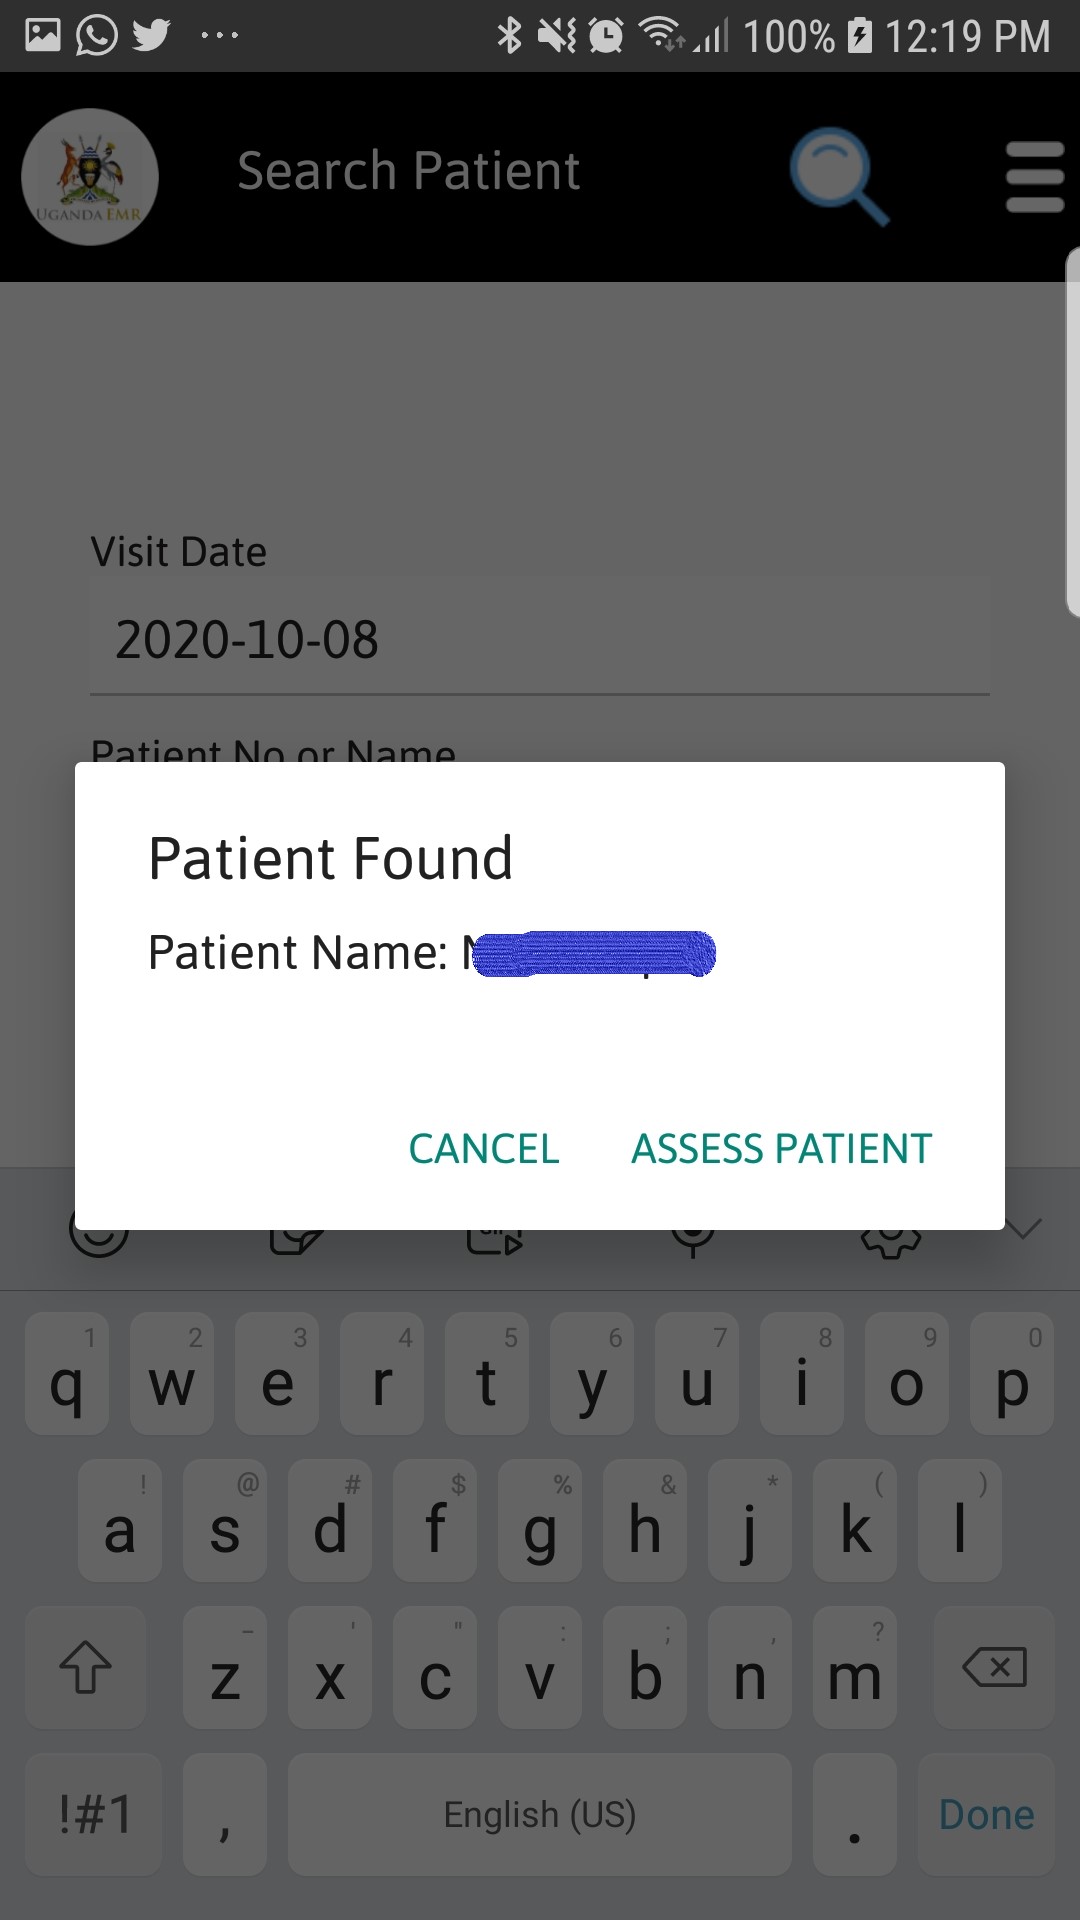 100% 12:19 PM
UGANDA EMR
Search Patient
Visit Date
2020-10-08
Patient No or Name
Patient Found
Patient Name:
CANCEL ASSESS PATIENT
1 2 3 4 5 6 7 8 9 0
q w e r t y u i o p
! @ # $ % & * ( )
a s d f g h j k l
– ' " : ; , ?
z x c v b n m
!#1 , English (US) . Done